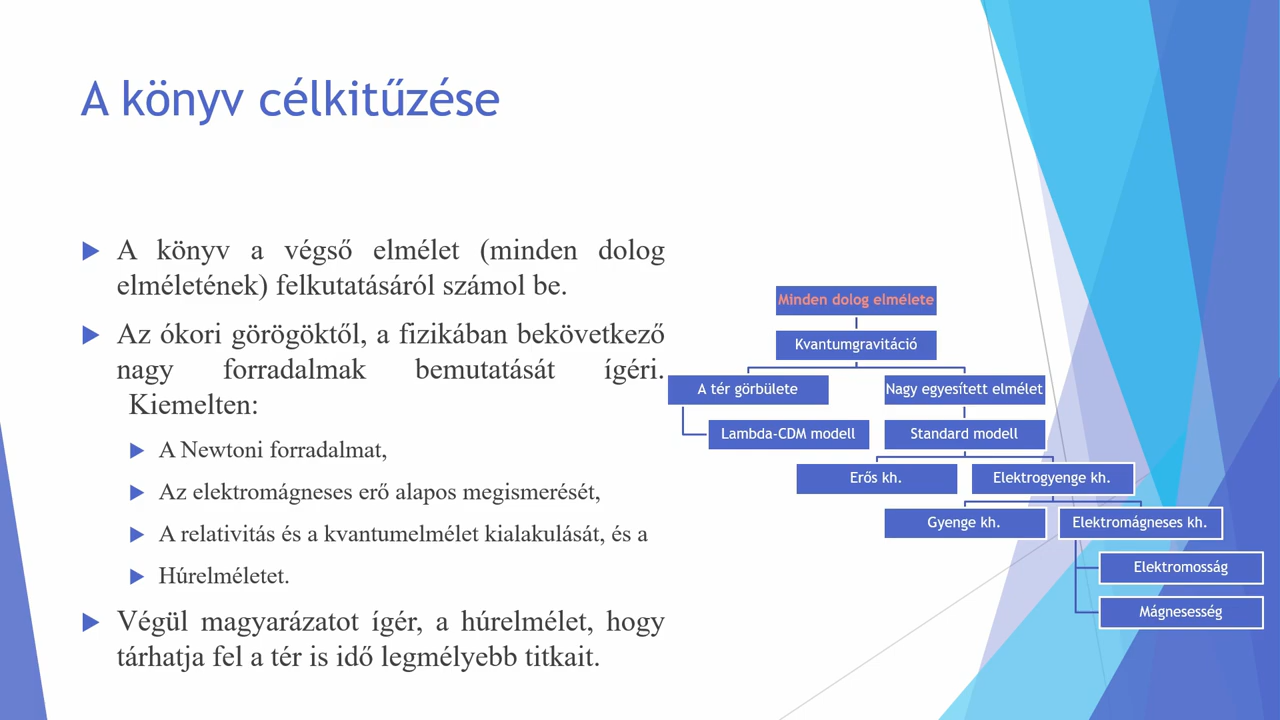 A könyv célkitűzése
A könyv a végső elmélet (minden dolog
elméletének) felkutatásáról számol be.
Az ókori görögöktől, a fizikában bekövetkező
nagy forradalmak bemutatását ígéri.
Kiemelten:
A Newtoni forradalmat,
Az elektromágneses erő alapos megismerését,
A relativitás és a kvantumelmélet kialakulását, és a
Húrelméletet.
Végül magyarázatot ígér, a húrelmélet, hogy
tárhatja fel a tér is idő legmélyebb titkait.
Minden dolog elmélete
Kvantumgravitáció
A tér görbülete
Nagy egyesített elmélet
Lambda-CDM modell
Standard modell
Erős kh.
Elektrogyenge kh.
Gyenge kh.
Elektromágneses kh.
Elektromosság
Mágnesesség